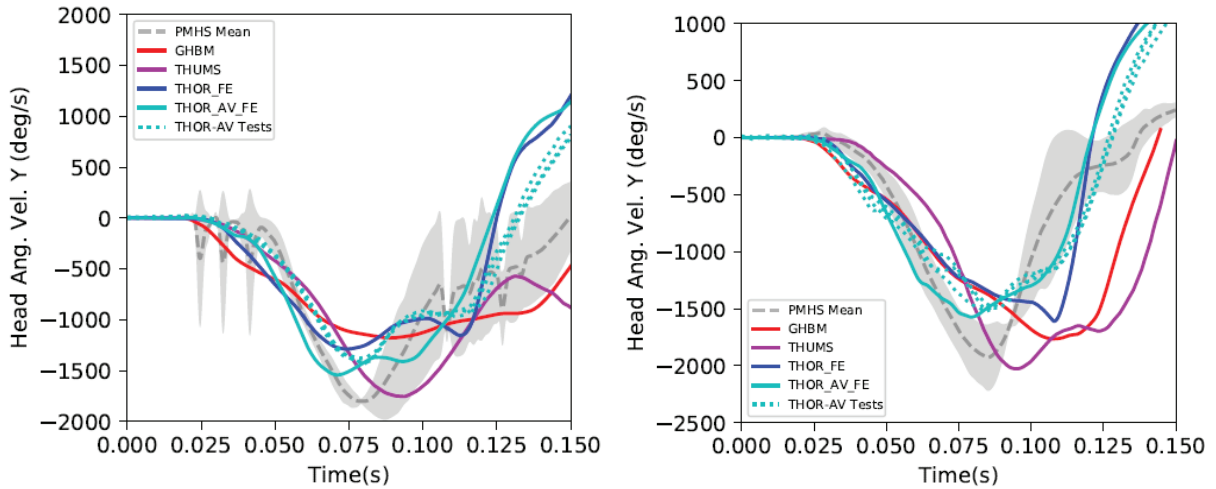 2000
1500
1000
500
0
−500
−1000
−1500
−2000
Head Ang. Vel. Y (deg/s)
PMHS Mean
GHBM
THUMS
THOR_FE
THOR_AV_FE
THOR-AV Tests
0.000 0.025 0.050 0.075 0.100 0.125 0.150
Time(s)
1000
500
0
−500
−1000
−1500
−2000
−2500
Head Ang. Vel. Y (deg/s)
PMHS Mean
GHBM
THUMS
THOR_FE
THOR_AV_FE
THOR-AV Tests
0.000 0.025 0.050 0.075 0.100 0.125 0.150
Time(s)